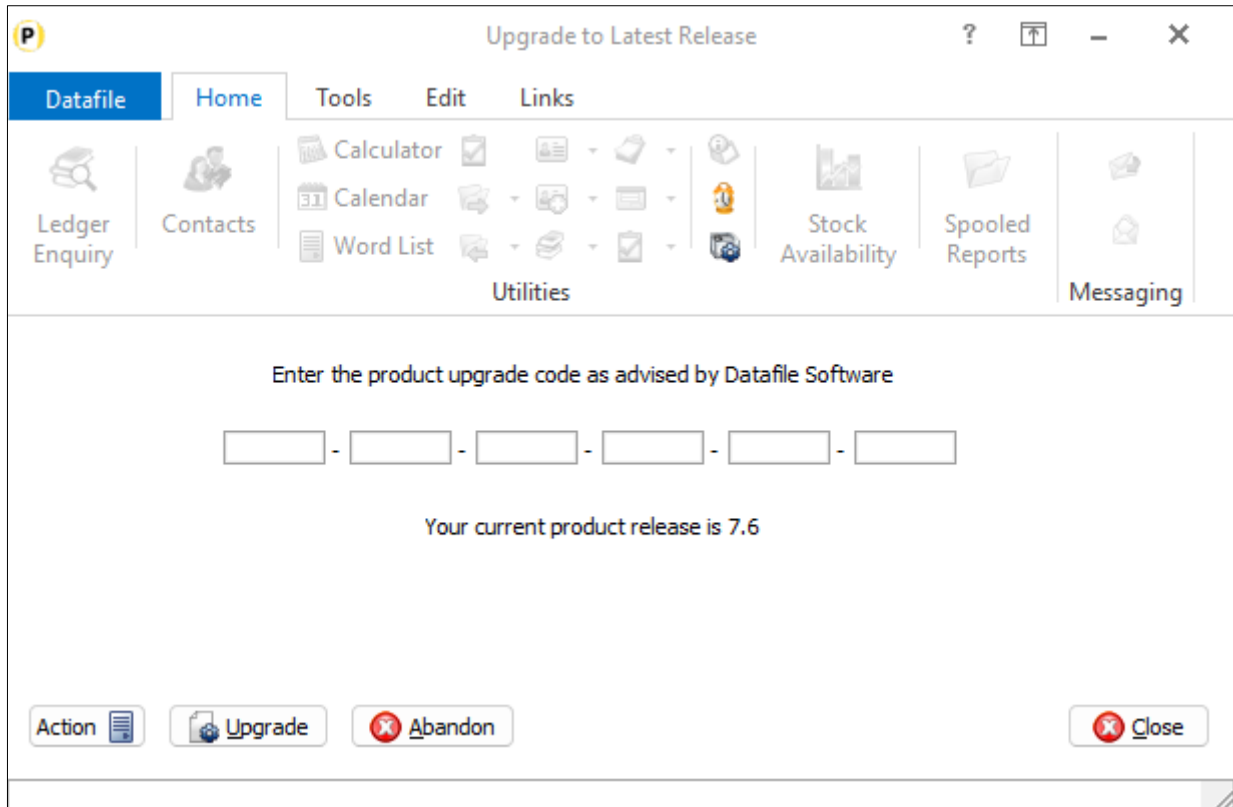 P
Upgrade to Latest Release
?
Datafile Home Tools Edit Links
Ledger Enquiry
Contacts
Calculator
31 Calendar
Word List
Stock Availability
Spooled Reports
Utilities
Messaging
Enter the product upgrade code as advised by Datafile Software
- - - - -
Your current product release is 7.6
Action Upgrade Abandon Close